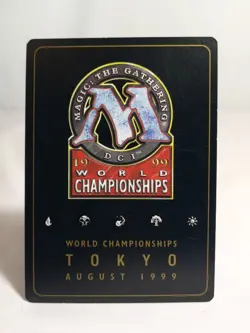 MAGIC: THE GATHERING
M
DCI
1999
WORLD
CHAMPIONSHIPS
WORLD CHAMPIONSHIPS
TOKYO
AUGUST 1999